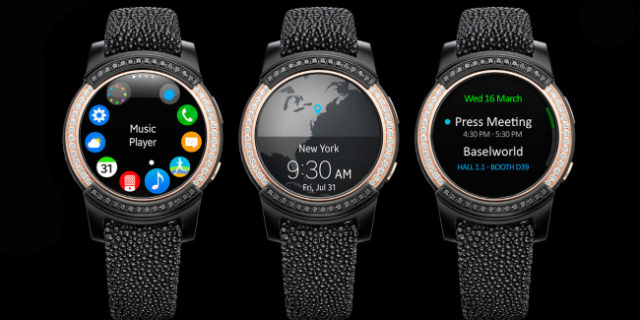 Music
Player
31
New York
9:30 AM
Fri, Jul 31
Wed 16 March
Press Meeting
4:30 PM - 5:30 PM
Baselworld
HALL 1.1 - BOOTH D39